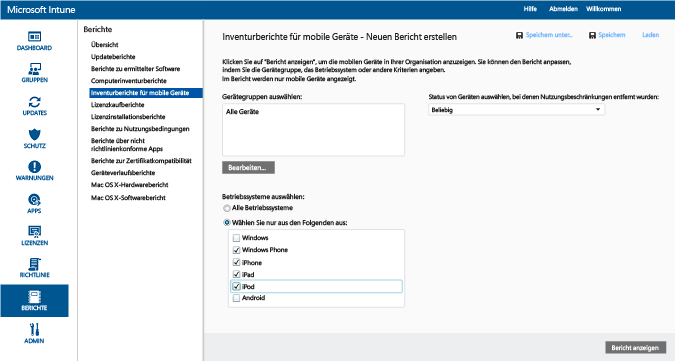 Microsoft Intune
Hilfe Abmelden Willkommen
DASHBOARD
GRUPPEN
UPDATES
SCHUTZ
WARNUNGEN
APPS
LIZENZEN
RICHTLINIE
BERICHTE
ADMIN
Berichte
Übersicht
Updateberichte
Berichte zu ermittelter Software
Computerinventurberichte
Inventurberichte für mobile Geräte
Lizenzkaufberichte
Lizenzinstallationsberichte
Berichte zu Nutzungsbedingungen
Berichte über nicht
richtlinienkonforme Apps
Berichte zur Zertifikatkompatibilität
Geräteverlaufsberichte
Mac OS X-Hardwarebericht
Mac OS X-Softwarebericht
Inventurberichte für mobile Geräte - Neuen Bericht erstellen
Speichern unter... Speichern Laden
Klicken Sie auf "Bericht anzeigen", um die mobilen Geräte in Ihrer Organisation anzuzeigen. Sie können den Bericht anpassen,
indem Sie die Gerätegruppe, das Betriebssystem oder andere Kriterien angeben.
Im Bericht werden nur mobile Geräte angezeigt.
Gerätegruppen auswählen:
Alle Geräte
Bearbeiten...
Status von Geräten auswählen, bei denen Nutzungsbeschränkungen entfernt wurden:
Beliebig
Betriebssysteme auswählen:
Alle Betriebssysteme
Wählen Sie nur aus den Folgenden aus:
Windows
Windows Phone
iPhone
iPad
iPod
Android
Bericht anzeigen